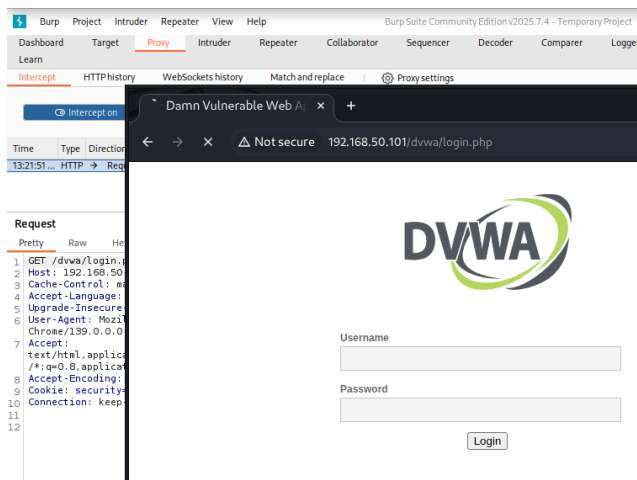 Burp Project Intruder Repeater View Help Burp Suite Community Edition v2025.7.4 - Temporary Project
Dashboard Target Proxy Intruder Repeater Collaborator Sequencer Decoder Comparer Logge
Learn
Intercept HTTP history WebSockets history Match and replace Proxy settings
Intercept on
Damn Vulnerable Web A
Not secure 192.168.50.101/dvwa/login.php
Time Type Direction
13:21:51 ... HTTP → Requ
Request
Pretty Raw He
1 GET /dvwa/login.p
2 Host: 192.168.50
3 Cache-Control: ma
4 Accept-Language:
5 Upgrade-Insecure
6 User-Agent: Mozil
Chrome/139.0.0.0
7 Accept:
text/html,applica
/*;q=0.8,applicat
8 Accept-Encoding:
9 Cookie: security=
10 Connection: keep
11
12
DVWA
Username
Password
Login